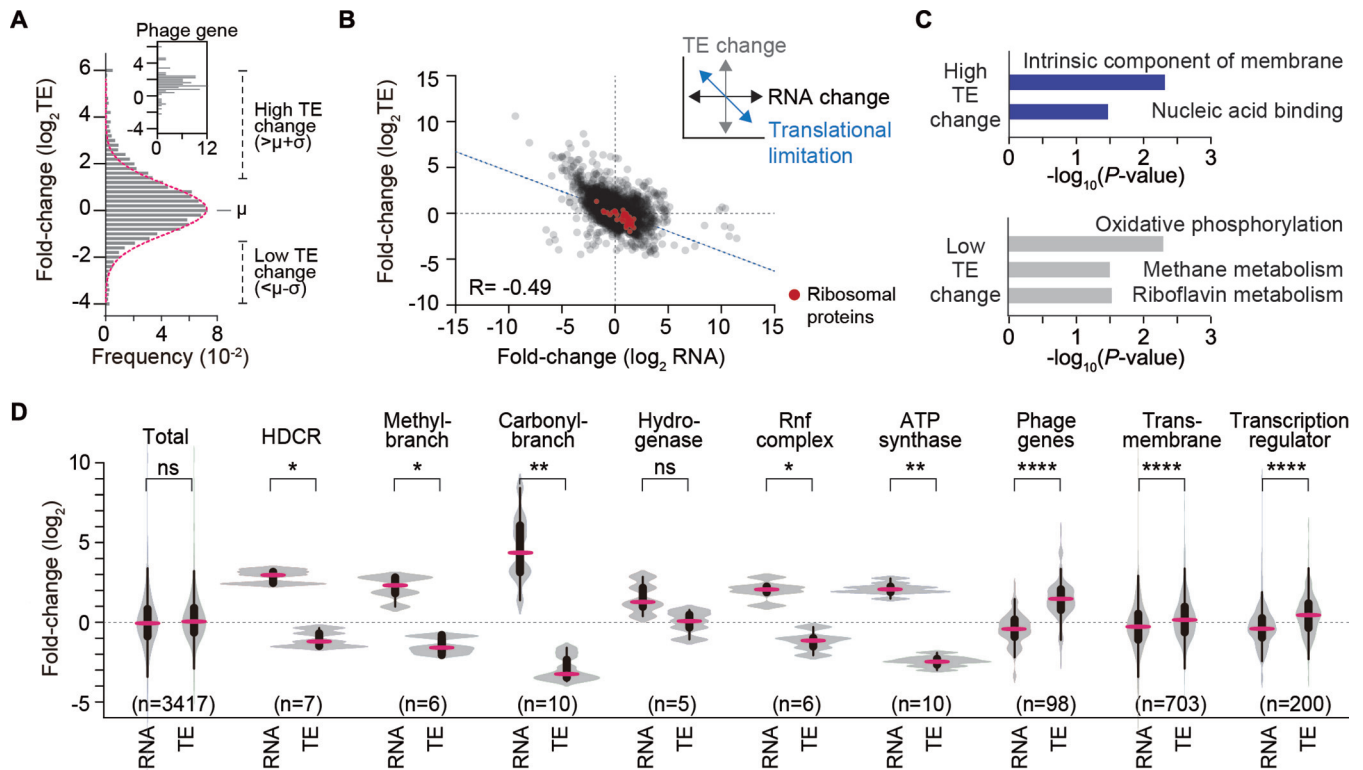 A
Phage gene
6
4
2
0
-2
-4
Fold-change (log2TE)
6
4
0
-4
0
12
High TE
change
(>μ+σ)
μ
Low TE
change
(<μ-σ)
0
4
8
Frequency (10-2)
B
TE change
RNA change
Translational
limitation
15
10
5
0
-5
-10
Fold-change (log2TE)
R= -0.49
Ribosomal
proteins
-15
-10
-5
0
5
10
15
Fold-change (log2 RNA)
C
High
TE
change
Intrinsic component of membrane
Nucleic acid binding
0
1
2
3
-log10(P-value)
Low
TE
change
Oxidative phosphorylation
Methane metabolism
Riboflavin metabolism
0
1
2
3
-log10(P-value)
D
Total
HDCR
Methyl-
branch
Carbonyl-
branch
Hydro-
genase
Rnf
complex
ATP
synthase
Phage
genes
Trans-
membrane
Transcription
regulator
ns
*
*
**
ns
*
**
****
****
****
10
5
0
-5
Fold-change (log2)
(n=3417)
(n=7)
(n=6)
(n=10)
(n=5)
(n=6)
(n=10)
(n=98)
(n=703)
(n=200)
RNA
TE
RNA
TE
RNA
TE
RNA
TE
RNA
TE
RNA
TE
RNA
TE
RNA
TE
RNA
TE
RNA
TE